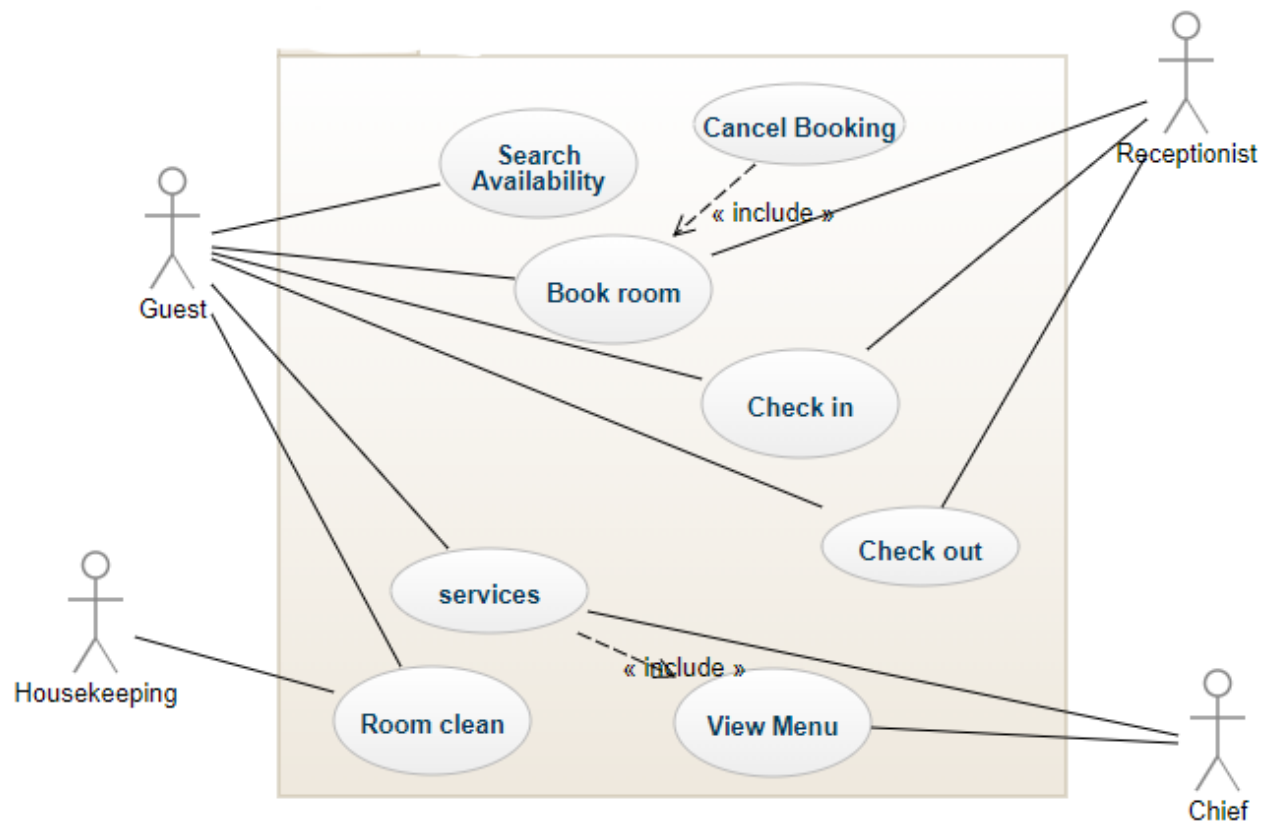 Cancel Booking
Search
Availability
Receptionist
« include »
Guest
Book room
Check in
Check out
services
« include »
Housekeeping
Room clean
View Menu
Chief